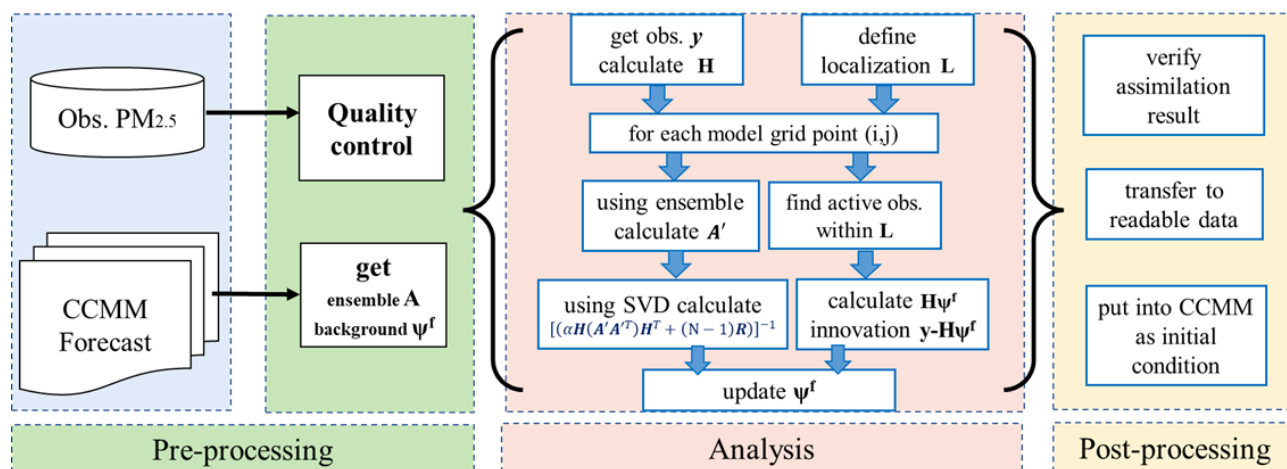 Obs. PM2.5
CCMM
Forecast
Quality
control
get
ensemble A
background ψᶠ
get obs. y
calculate H
define
localization L
for each model grid point (i,j)
using ensemble
calculate A′
find active obs.
within L
using SVD calculate
[(αH(A′A′ᵀ)Hᵀ + (N − 1)R)]⁻¹
calculate Hψᶠ
innovation y-Hψᶠ
update ψᶠ
verify
assimilation
result
transfer to
readable data
put into CCMM
as initial
condition
Pre-processing
Analysis
Post-processing